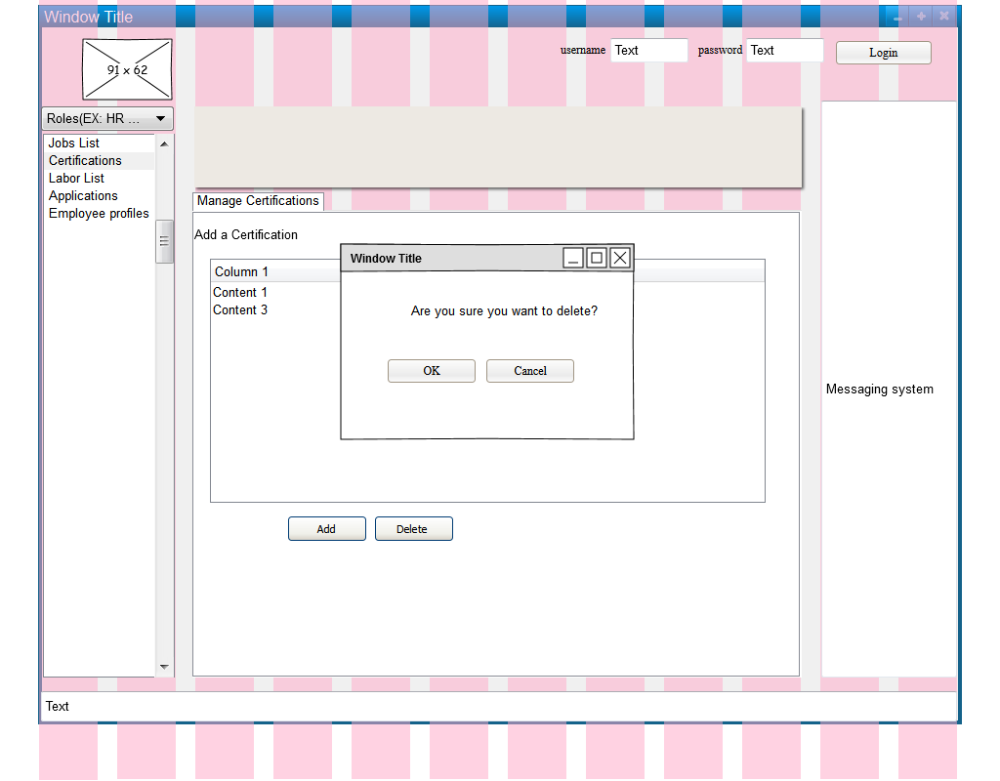 Window Title
91 x 62
username Text password Text Login
Roles(EX: HR ...
Jobs List
Certifications
Labor List
Applications
Employee profiles
Manage Certifications
Add a Certification
Column 1
Content 1
Content 3
Window Title
Are you sure you want to delete?
OK Cancel
Add Delete
Messaging system
Text